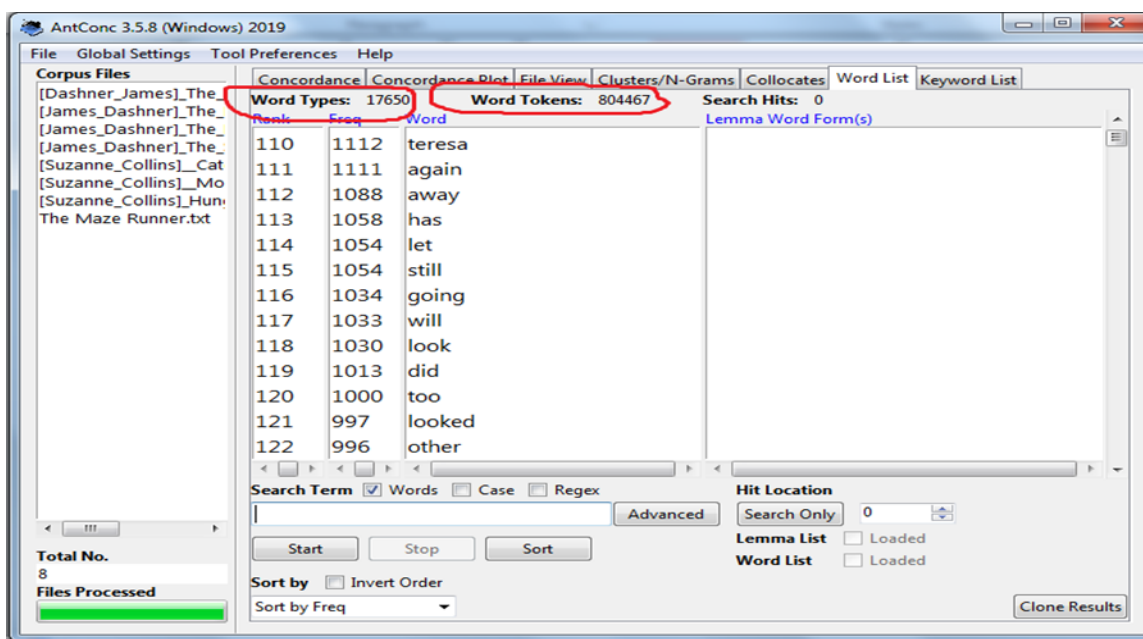 AntConc 3.5.8 (Windows) 2019
File Global Settings Tool Preferences Help
Corpus Files
[Dashner_James]_The_
[James_Dashner]_The_
[James_Dashner]_The_
[James_Dashner]_The_
[Suzanne_Collins]__Cat
[Suzanne_Collins]__Mo
[Suzanne_Collins]_Hun
The Maze Runner.txt
Total No.
8
Files Processed
Concordance Concordance Plot File View Clusters/N-Grams Collocates Word List Keyword List
Word Types: 17650 Word Tokens: 804467 Search Hits: 0
Rank Freq Word Lemma Word Form(s)
110 1112 teresa
111 1111 again
112 1088 away
113 1058 has
114 1054 let
115 1054 still
116 1034 going
117 1033 will
118 1030 look
119 1013 did
120 1000 too
121 997 looked
122 996 other
Search Term Words Case Regex Hit Location
Advanced Search Only 0
Start Stop Sort Lemma List Loaded
Word List Loaded
Sort by Invert Order
Sort by Freq Clone Results